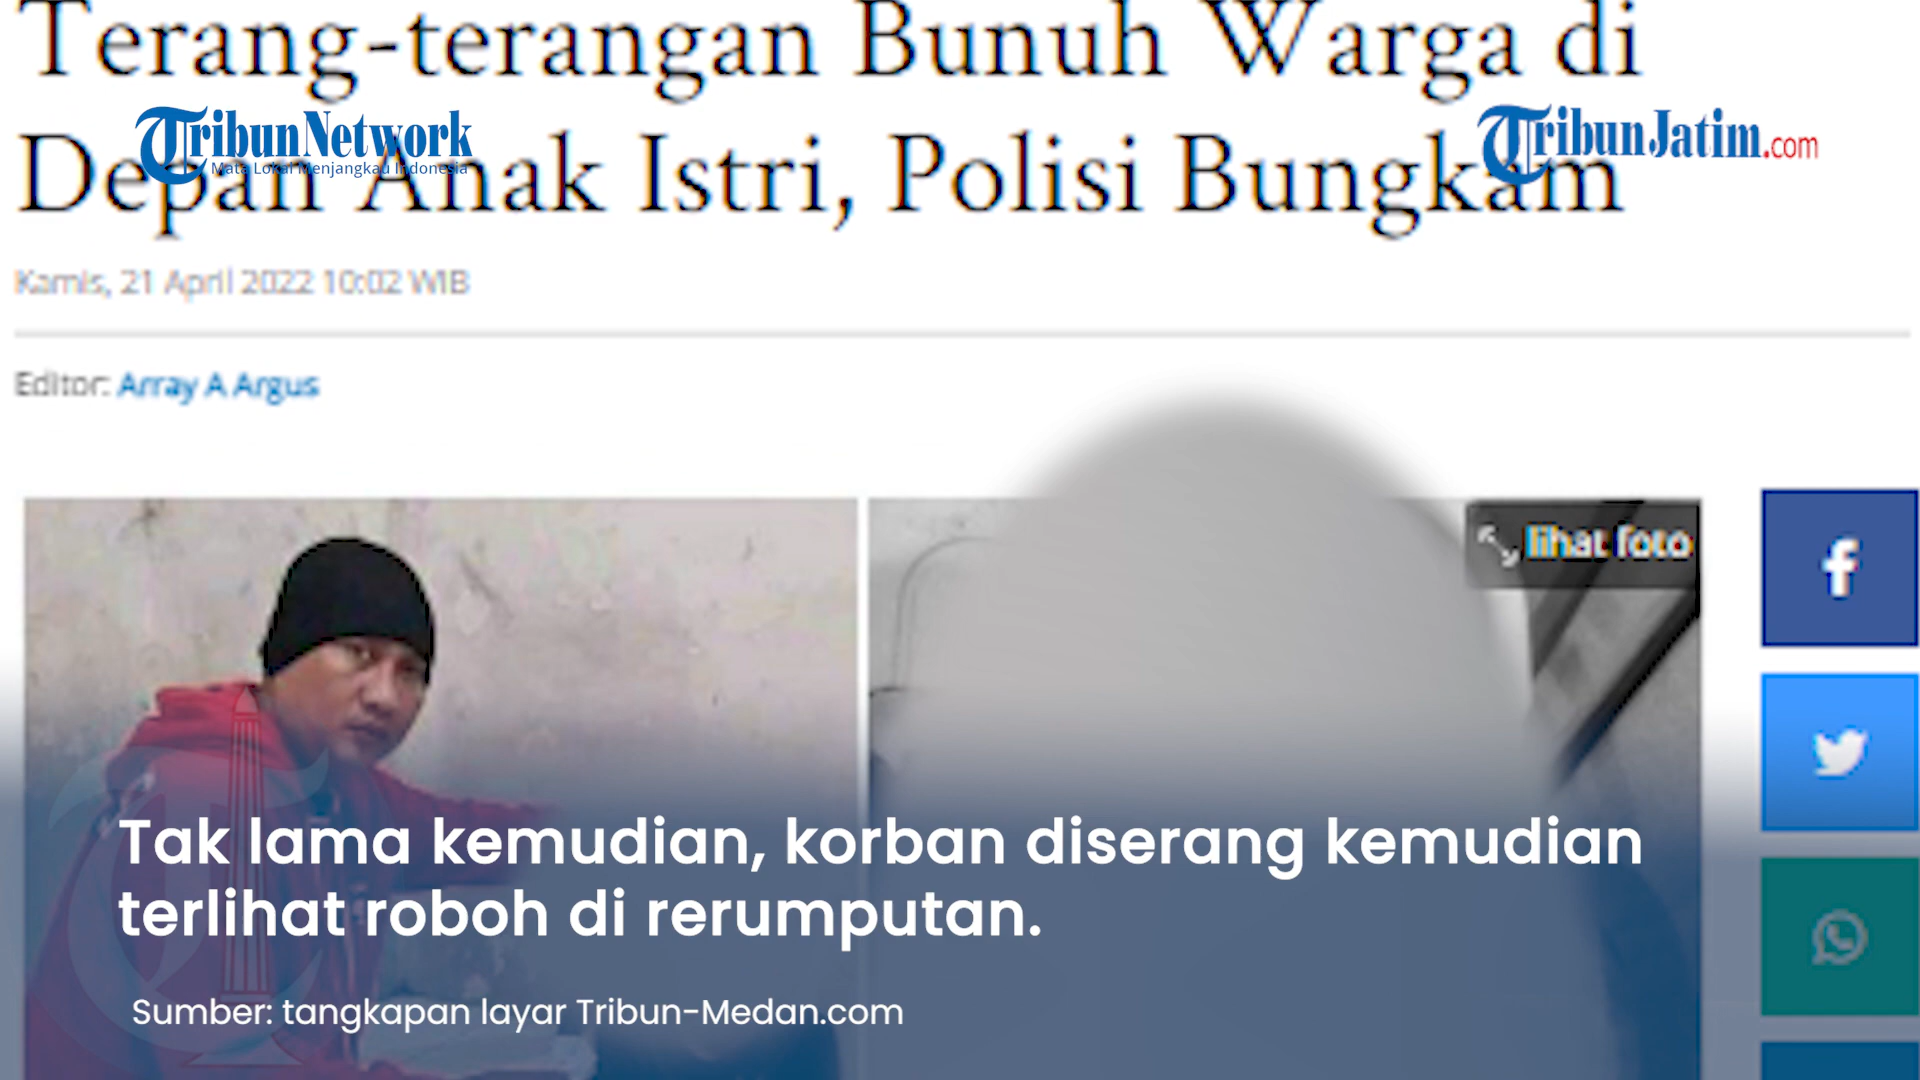 Terang-terangan Bunuh Warga di
TribunNetwork
Mata Lokal Menjangkau Indonesia
TribunJatim.com
Depan Anak Istri, Polisi Bungkam
Kamis, 21 April 2022 10:02 WIB
Editor: Array A Argus
lihat foto
Tak lama kemudian, korban diserang kemudian
terlihat roboh di rerumputan.
Sumber: tangkapan layar Tribun-Medan.com